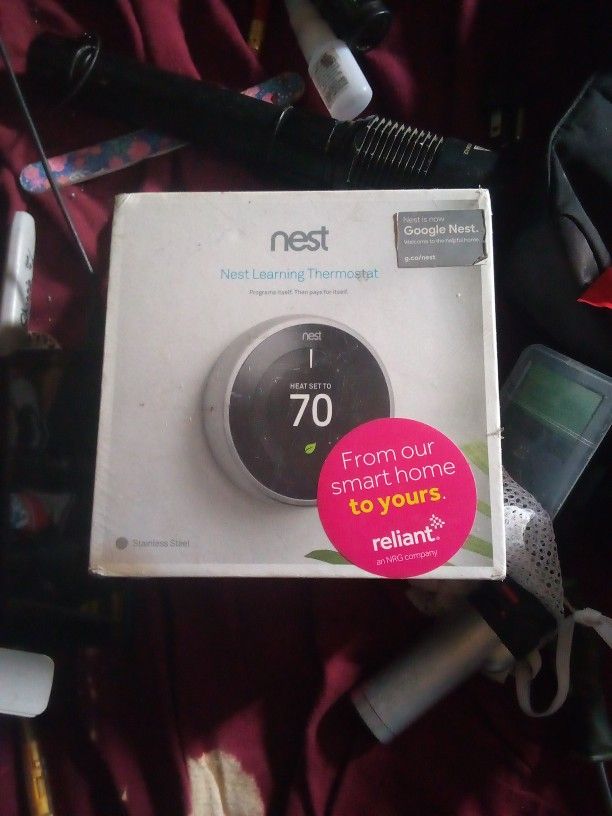 nest
Nest is now
Google Nest.
Welcome to the helpful home.
g.co/nest
Nest Learning Thermostat
Programs itself. Then pays for itself.
nest
HEAT SET TO
70
From our
smart home
to yours.
reliant
an NRG company
Stainless Steel